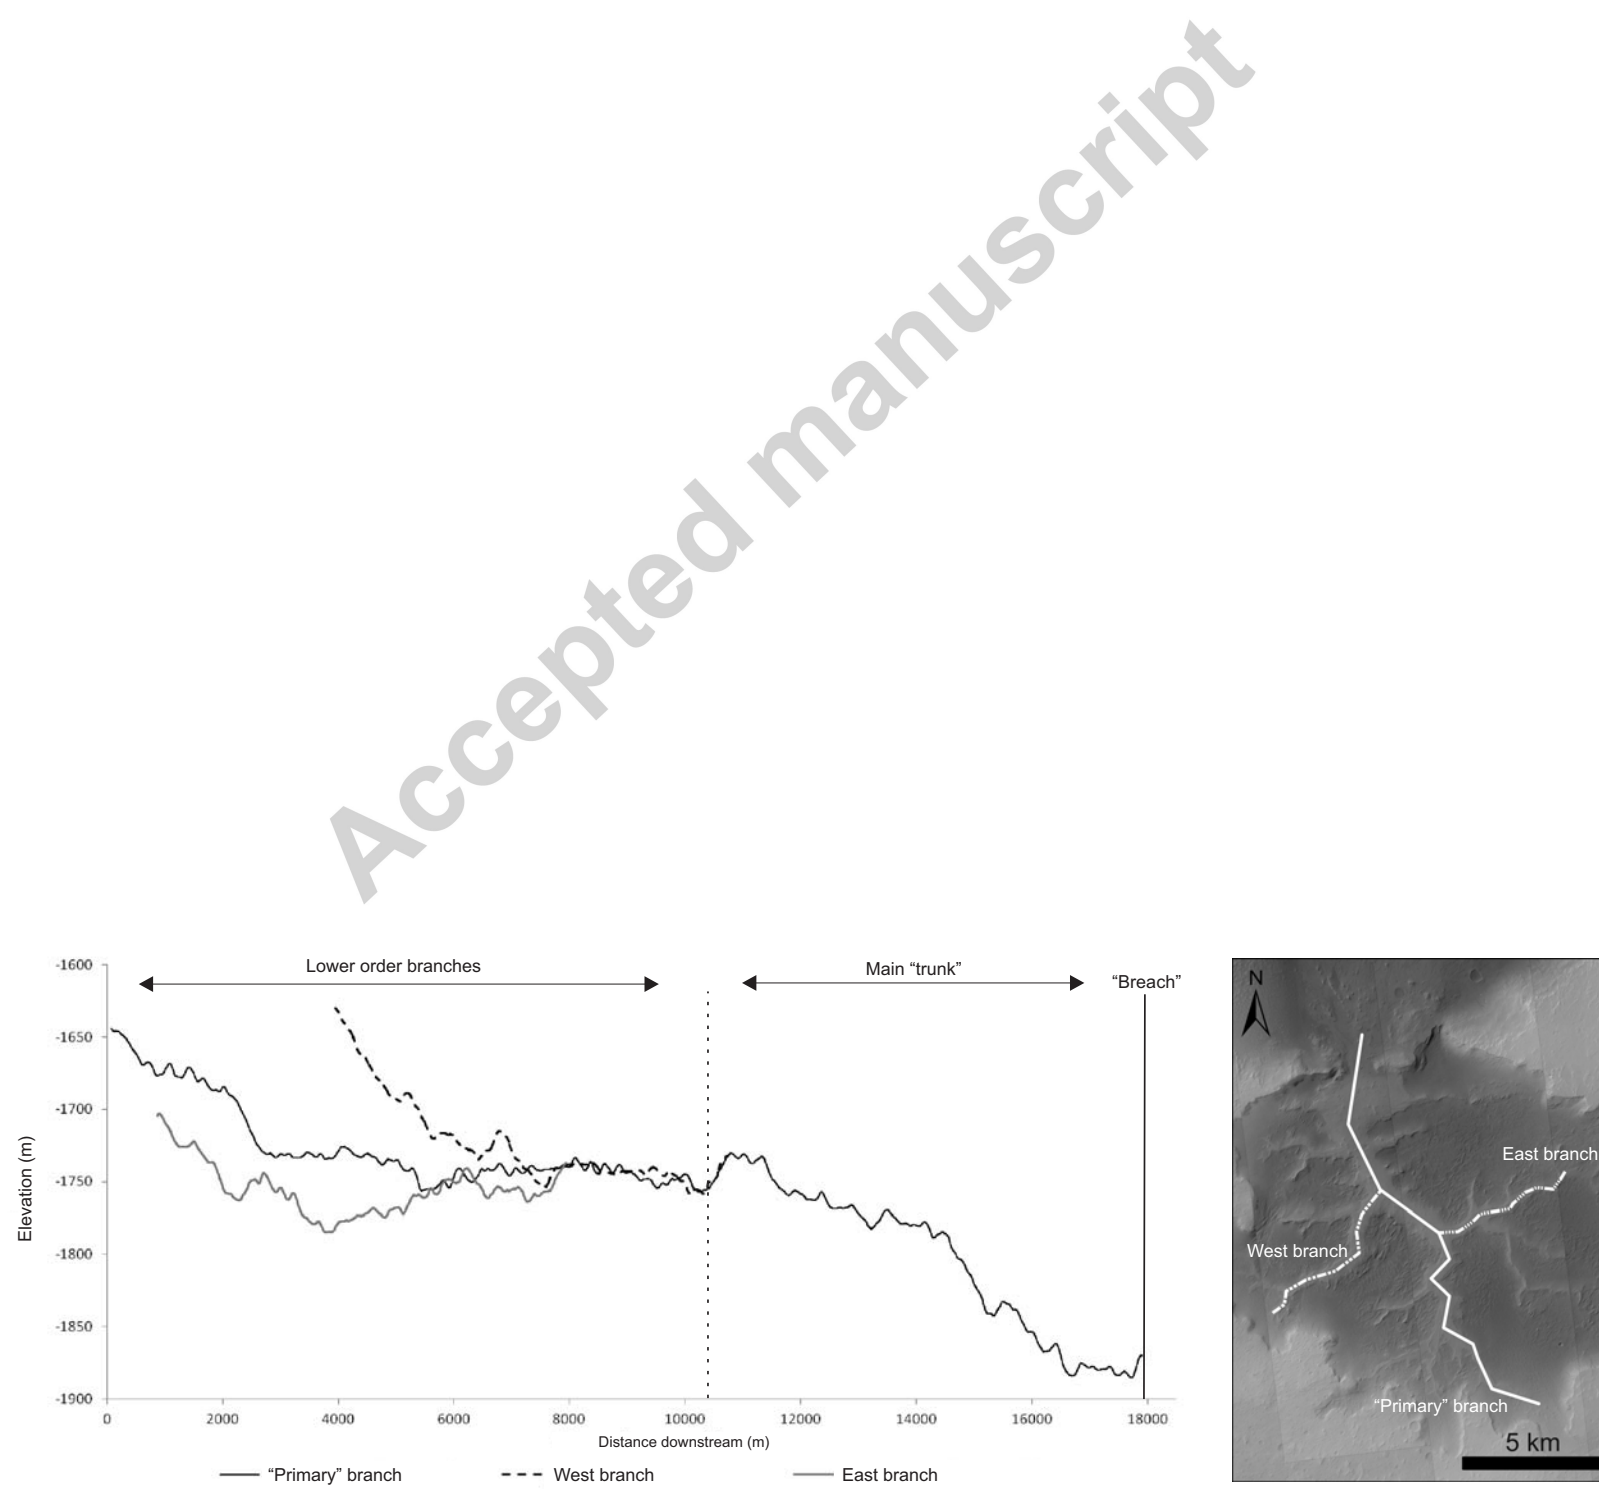 Accepted manuscript
Lower order branches
Main “trunk”
“Breach”
-1600
-1650
-1700
-1750
-1800
-1850
-1900
Elevation (m)
0 2000 4000 6000 8000 10000 12000 14000 16000 18000
Distance downstream (m)
“Primary” branch West branch East branch
N
East branch
West branch
“Primary” branch
5 km